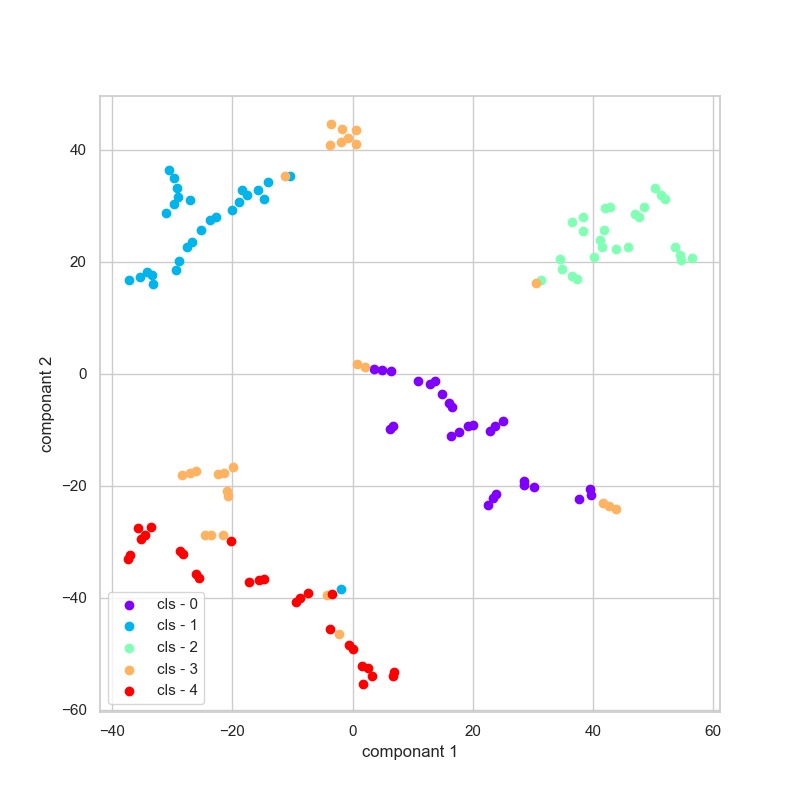 40
20
0
−20
−40
−60
componant 2
cls - 0
cls - 1
cls - 2
cls - 3
cls - 4
−40
−20
0
20
40
60
componant 1